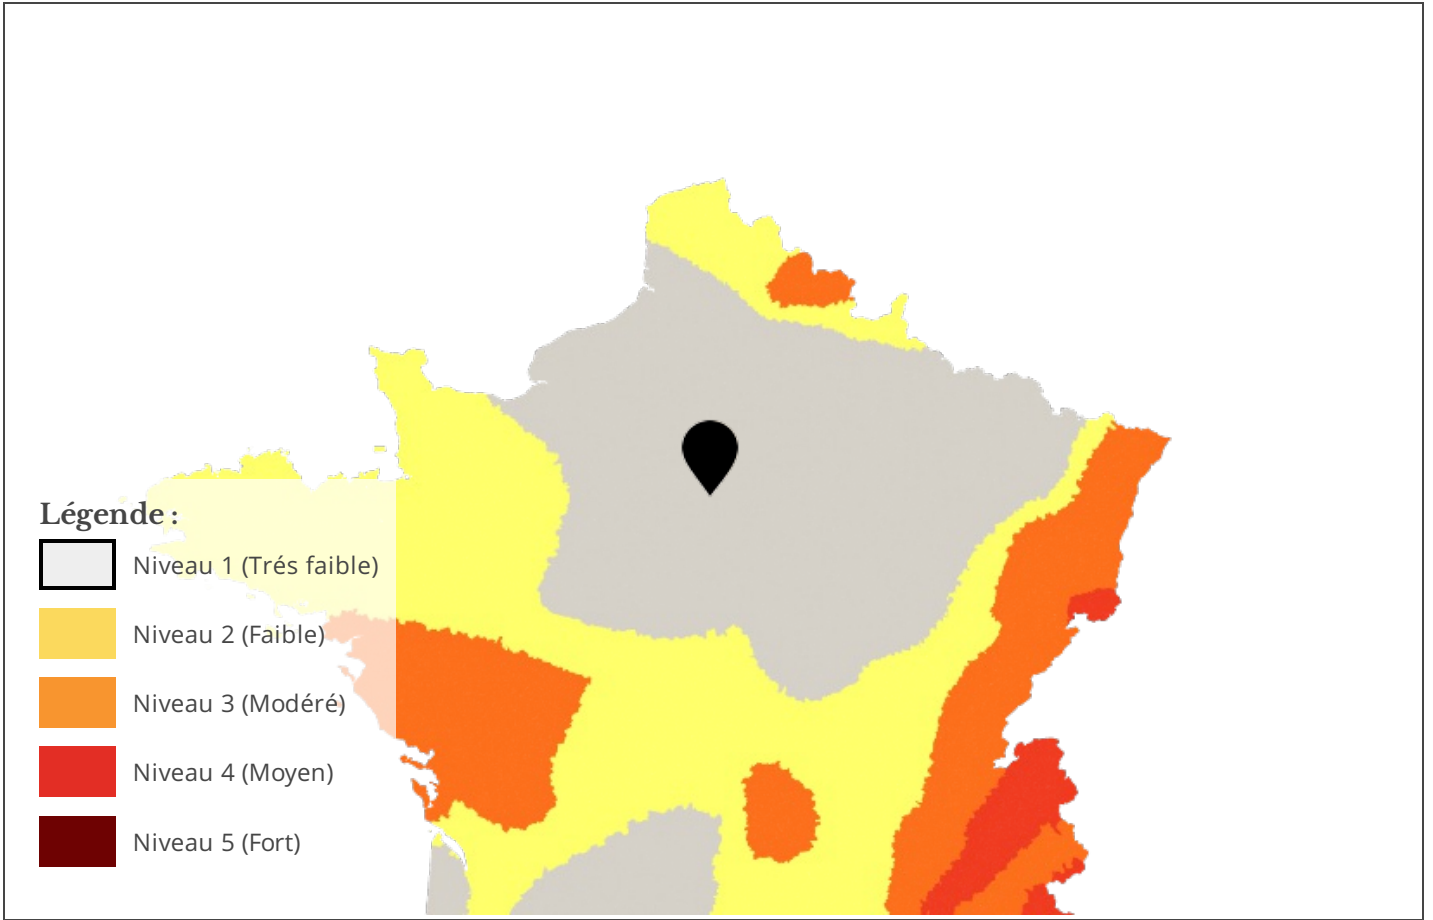 Légende :
Niveau 1 (Trés faible)
Niveau 2 (Faible)
Niveau 3 (Modéré)
Niveau 4 (Moyen)
Niveau 5 (Fort)